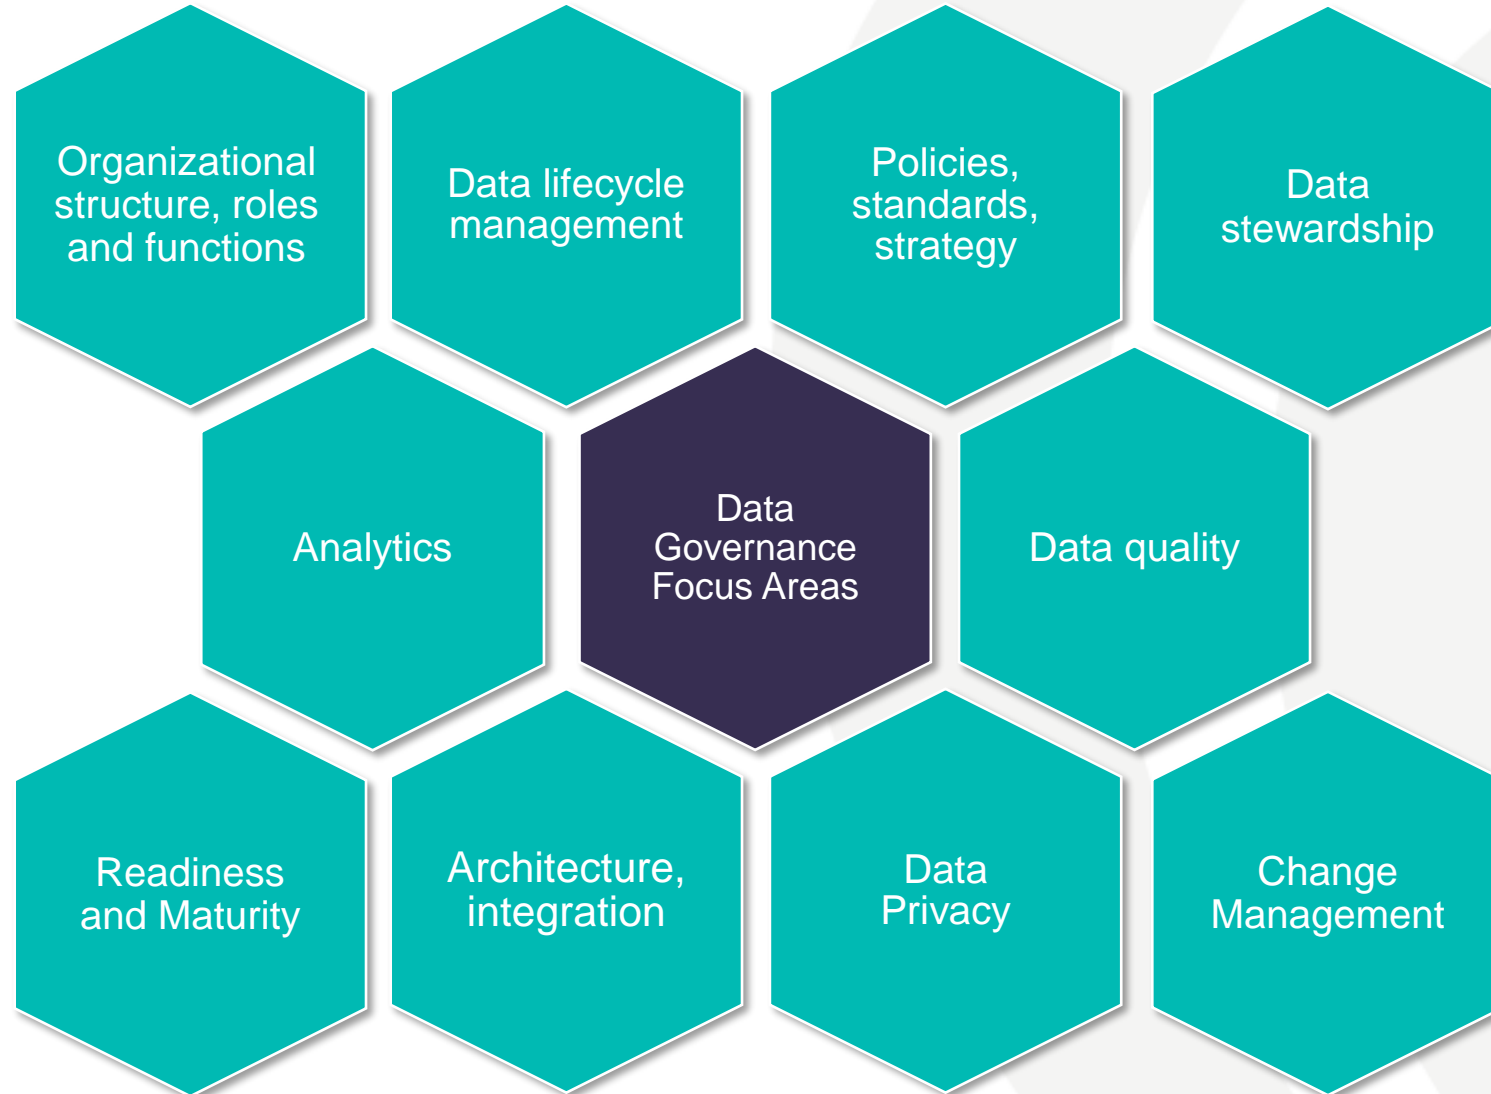 Organizational
structure, roles
and functions
Data lifecycle
management
Policies,
standards,
strategy
Data
stewardship
Analytics
Data
Governance
Focus Areas
Data quality
Readiness
and Maturity
Architecture,
integration
Data
Privacy
Change
Management